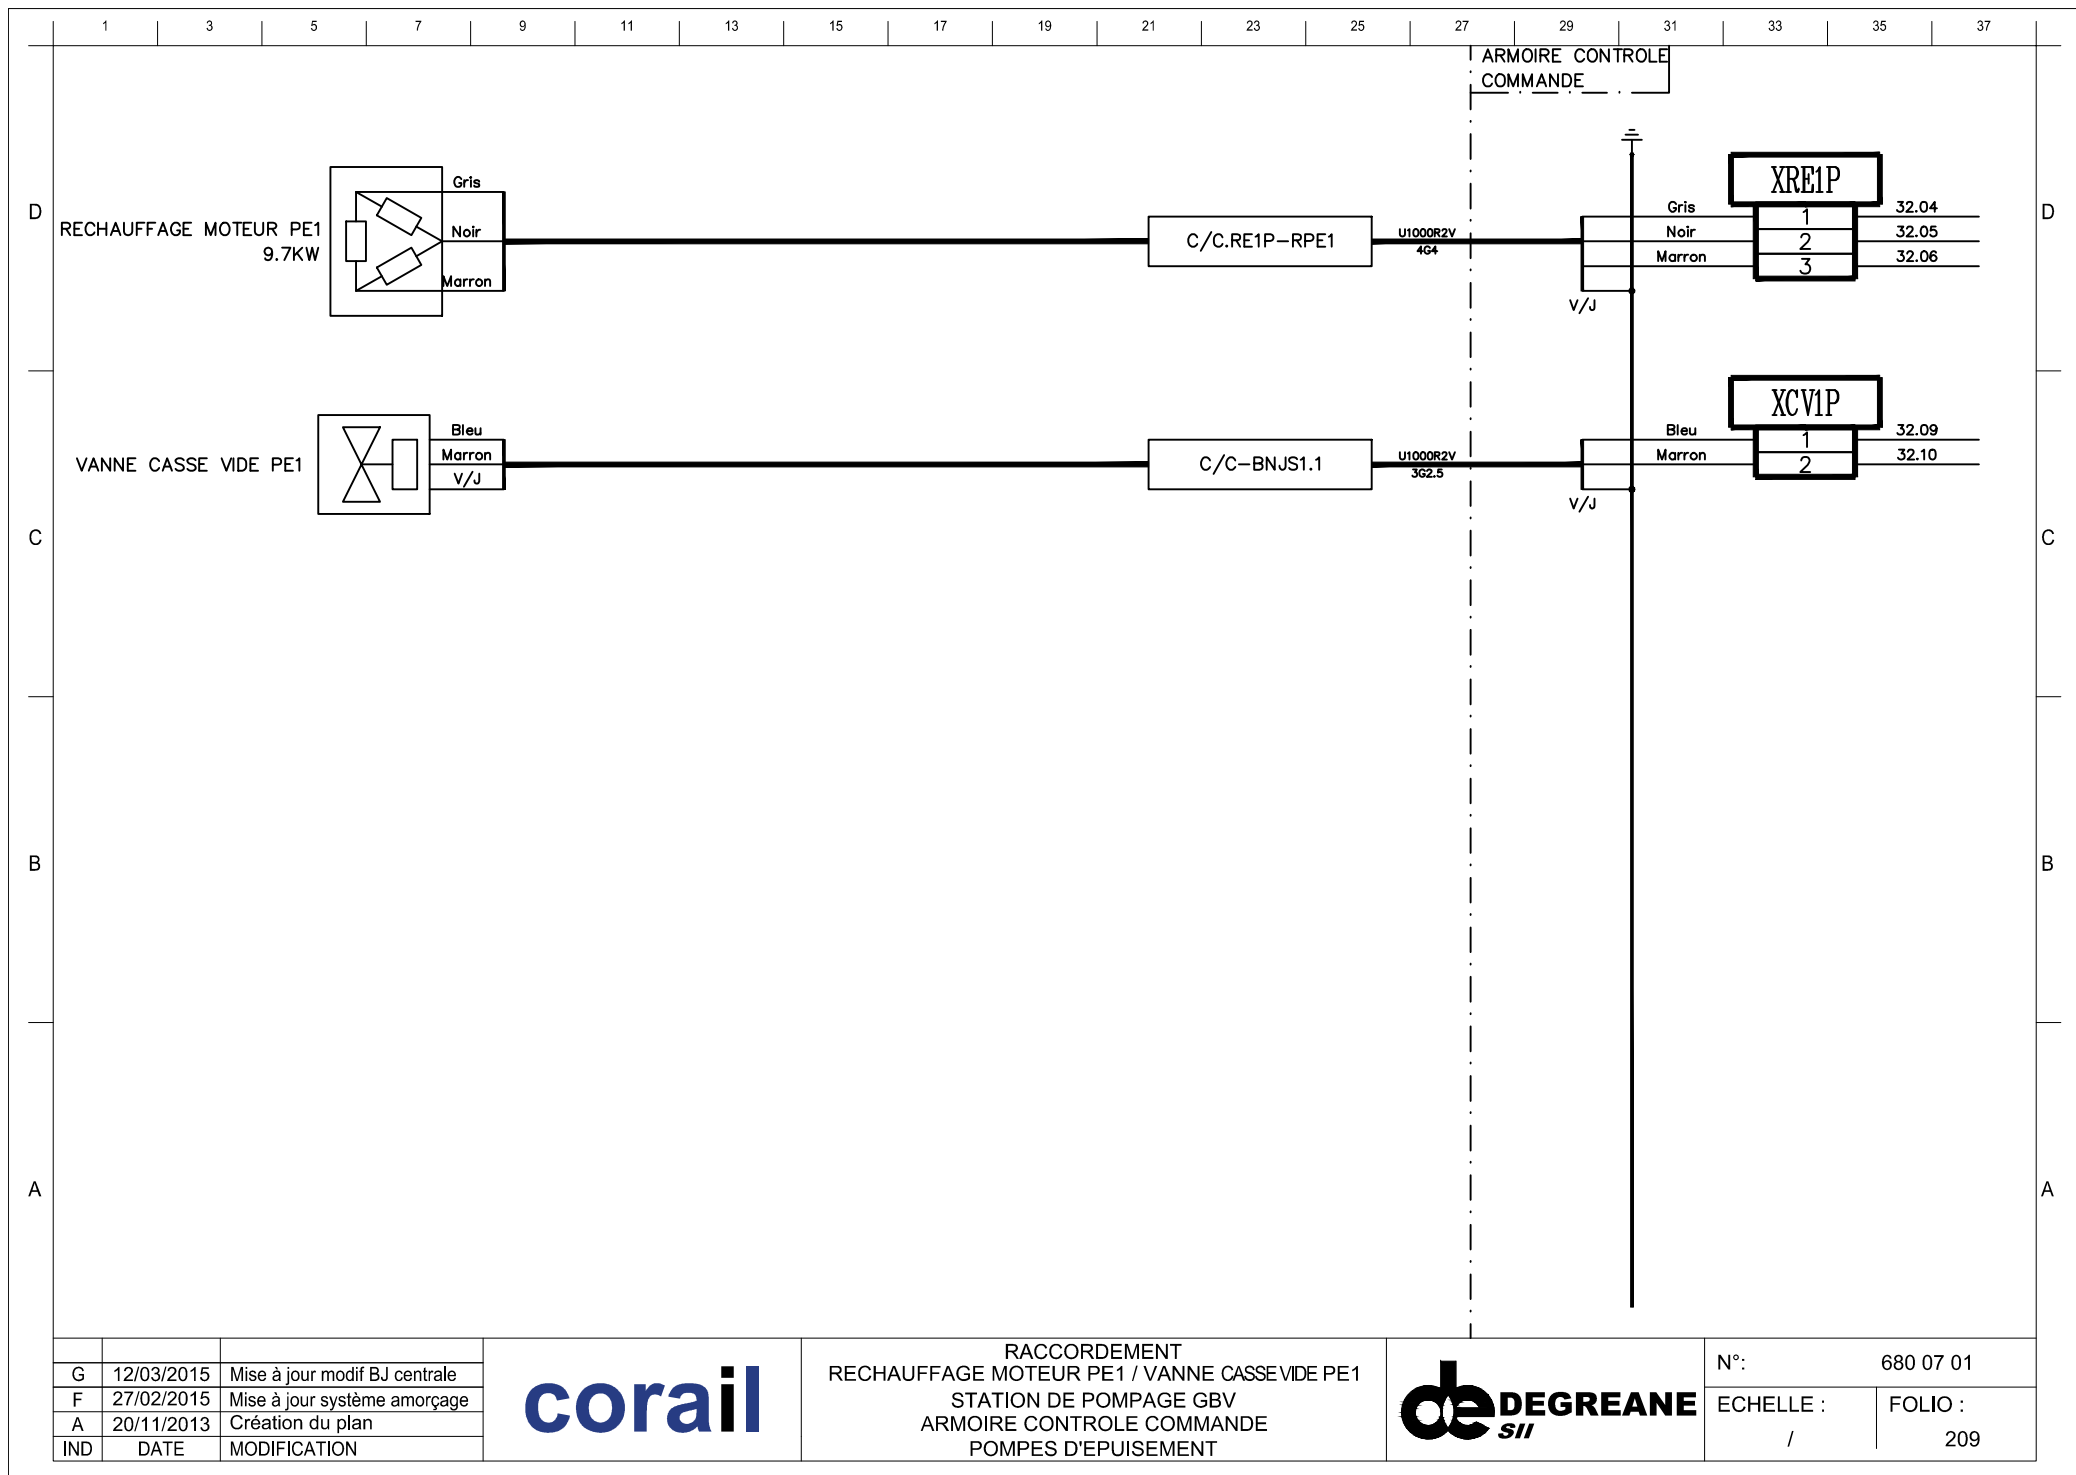 1 3 5 7 9 11 13 15 17 19 21 23 25 27 29 31 33 35 37
ARMOIRE CONTROLE
COMMANDE
XRE1P
D
RECHAUFFAGE MOTEUR PE1
9.7KW
Gris
Noir
Marron
C/C.RE1P-RPE1
U1000R2V
4G4
Gris
Noir
Marron
V/J
1
2
3
32.04
32.05
32.06
D
XCV1P
VANNE CASSE VIDE PE1
Bleu
Marron
V/J
C/C-BNJS1.1
U1000R2V
3G2.5
Bleu
Marron
V/J
1
2
32.09
32.10
C
C
B
B
A
A
G 12/03/2015 Mise à jour modif BJ centrale
F 27/02/2015 Mise à jour système amorçage
A 20/11/2013 Création du plan
IND DATE MODIFICATION
corail
RACCORDEMENT
RECHAUFFAGE MOTEUR PE1 / VANNE CASSE VIDE PE1
STATION DE POMPAGE GBV
ARMOIRE CONTROLE COMMANDE
POMPES D'EPUISEMENT
de DEGREANE
SII
N°: 680 07 01
ECHELLE : FOLIO :
/ 209